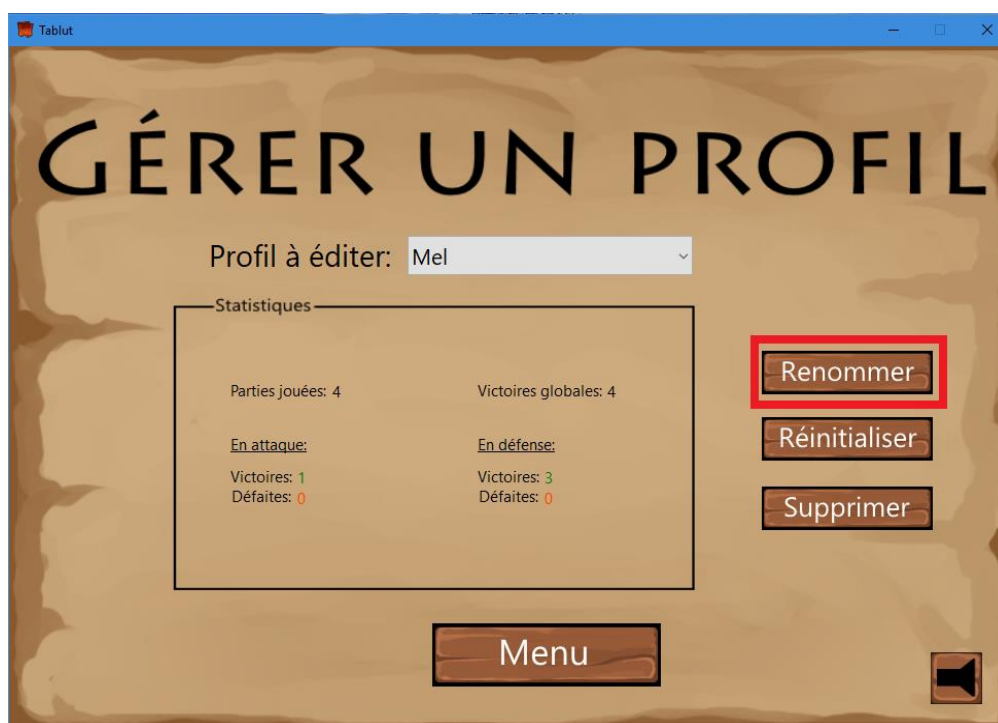 Tablut
GÉRER UN PROFIL
Profil à éditer: Mel
Statistiques
Parties jouées: 4 Victoires globales: 4
En attaque: En défense:
Victoires: 1 Victoires: 3
Défaites: 0 Défaites: 0
Renommer
Réinitialiser
Supprimer
Menu